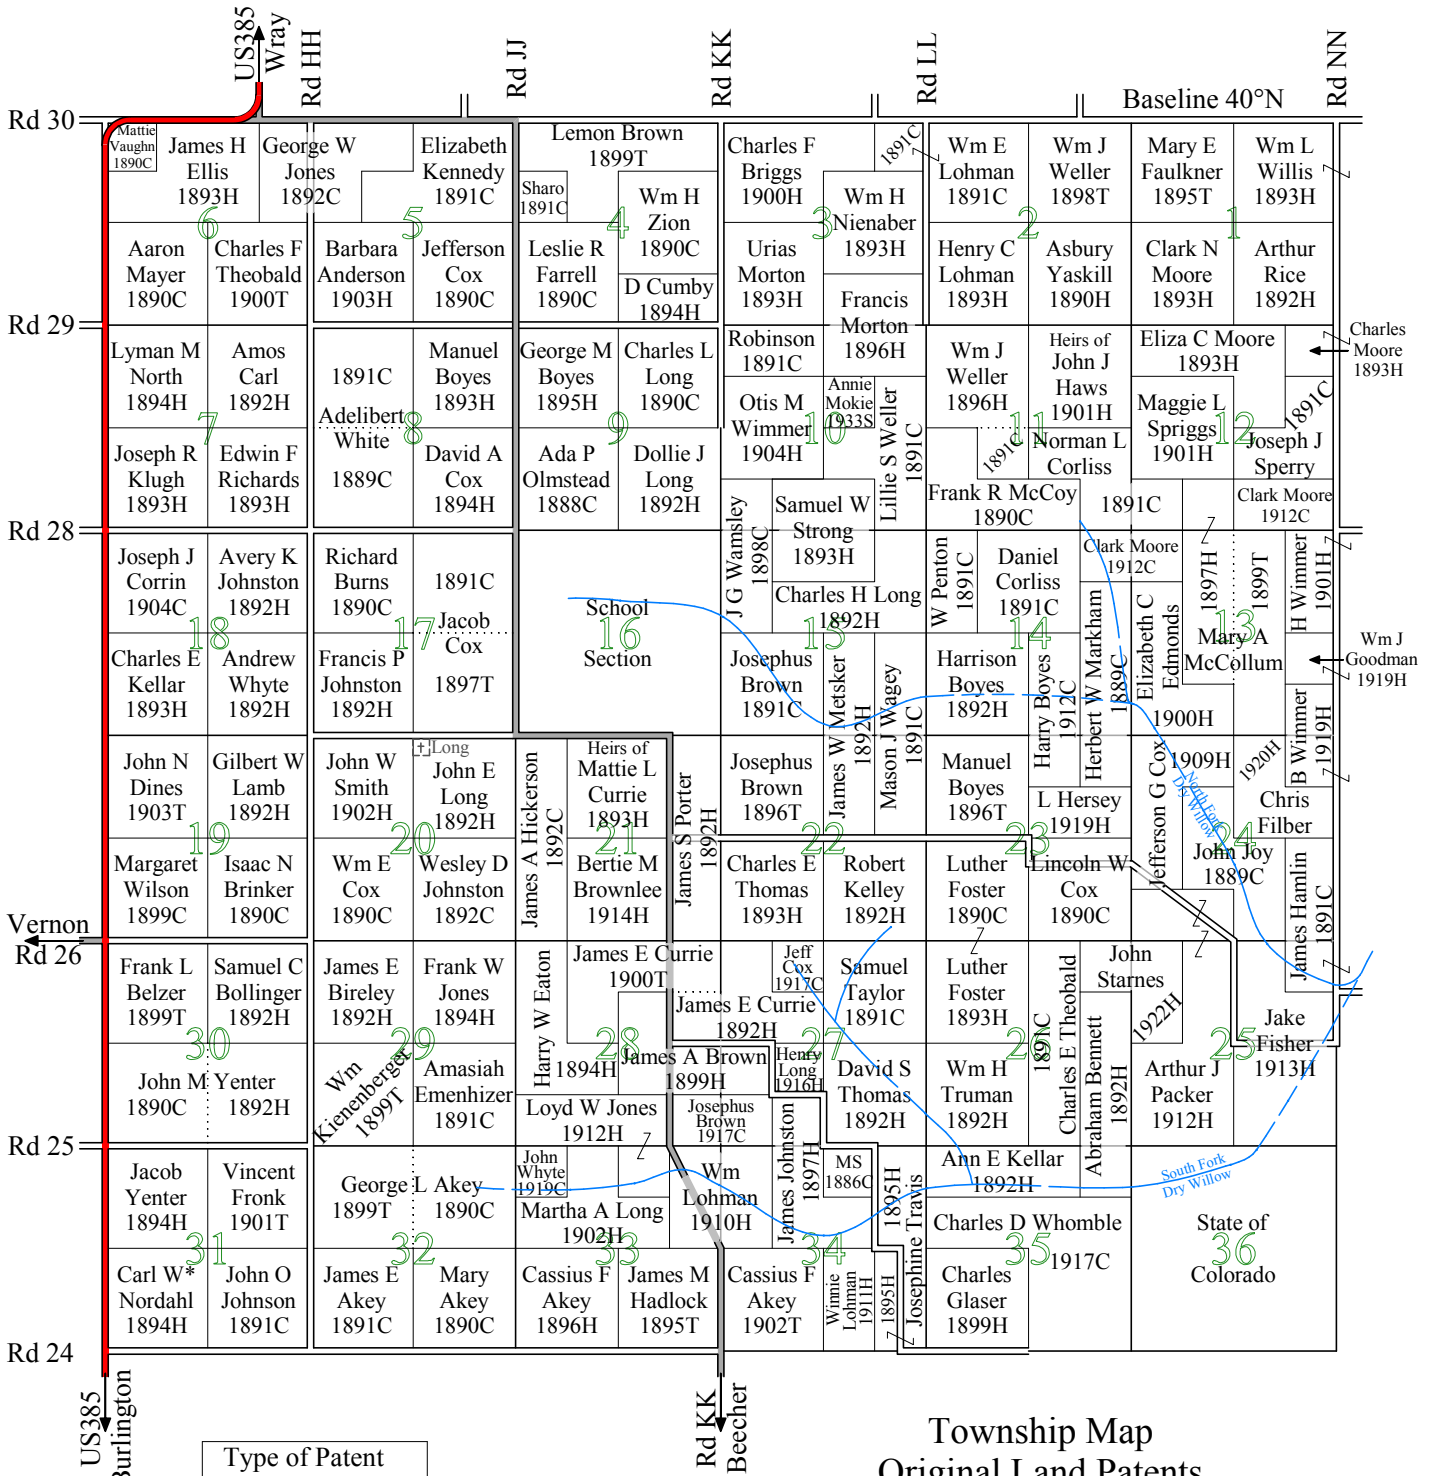 US385
Wray
Rd HH
Rd JJ
Rd KK
Rd LL
Rd NN
Baseline 40°N
Rd 30
Mattie
Vaughn
1890C
James H
Ellis
1893H
George W
Jones
1892C
Elizabeth
Kennedy
1891C
Lemon Brown
1899T
Sharo
1891C
Wm H
Zion
1890C
Charles F
Briggs
1900H
1891C
Wm H
Nienaber
1893H
Wm E
Lohman
1891C
Wm J
Weller
1898T
Mary E
Faulkner
1895T
Wm L
Willis
1893H
6
5
4
3
2
1
Aaron
Mayer
1890C
Charles F
Theobald
1900T
Barbara
Anderson
1903H
Jefferson
Cox
1890C
Leslie R
Farrell
1890C
D Cumby
1894H
Urias
Morton
1893H
Francis
Morton
1896H
Henry C
Lohman
1893H
Asbury
Yaskill
1890H
Clark N
Moore
1893H
Arthur
Rice
1892H
Rd 29
Lyman M
North
1894H
Amos
Carl
1892H
1891C
Adelibert
White
1889C
Manuel
Boyes
1893H
George M
Boyes
1895H
Charles L
Long
1890C
Robinson
1891C
Otis M
Wimmer
1904H
Annie
Mokie
1933S
Lillie S Weller
1891C
Wm J
Weller
1896H
Heirs of
John J
Haws
1901H
Eliza C Moore
1893H
Charles
Moore
1893H
Maggie L
Spriggs
1901H
1891C
7
8
9
10
11
12
Joseph R
Klugh
1893H
Edwin F
Richards
1893H
David A
Cox
1894H
Ada P
Olmstead
1888C
Dollie J
Long
1892H
1891C
Norman L
Corliss
1891C
Joseph J
Sperry
Samuel W
Strong
1893H
Frank R McCoy
1890C
Clark Moore
1912C
Rd 28
Joseph J
Corrin
1904C
Avery K
Johnston
1892H
Richard
Burns
1890C
1891C
Jacob
Cox
1897T
School
Section
J G Wamsley
1898C
Charles H Long
1892H
W Penton
1891C
Daniel
Corliss
1891C
Clark Moore
1912C
1897H
1899T
Mary A
McCollum
H Wimmer
1901H
18
17
16
15
14
13
Charles E
Kellar
1893H
Andrew
Whyte
1892H
Francis P
Johnston
1892H
Josephus
Brown
1891C
James W Metsker
1892H
Mason J Wagey
1891C
Harrison
Boyes
1892H
Harry Boyes
1912C
Herbert W Markham
1889C
Elizabeth C
Edmonds
1900H
Wm J
Goodman
1919H
B Wimmer
1919H
John N
Dines
1903T
Gilbert W
Lamb
1892H
John W
Smith
1902H
Long
John E
Long
1892H
James A Hickerson
1892C
Heirs of
Mattie L
Currie
1893H
James S Porter
1892H
Josephus
Brown
1896T
Manuel
Boyes
1896T
L Hersey
1919H
Jefferson G Cox
1909H
North Fork
Dry Willow
1920H
Chris
Filber
19
20
21
22
23
24
Margaret
Wilson
1899C
Isaac N
Brinker
1890C
Wm E
Cox
1890C
Wesley D
Johnston
1892C
Bertie M
Brownlee
1914H
Charles E
Thomas
1893H
Robert
Kelley
1892H
Luther
Foster
1890C
Lincoln W
Cox
1890C
John Joy
1889C
James Hamlin
1891C
Vernon
Rd 26
Frank L
Belzer
1899T
Samuel C
Bollinger
1892H
James E
Bireley
1892H
Frank W
Jones
1894H
Harry W Eaton
1894H
James E Currie
1900T
James E Currie
1892H
Jeff
Cox
1917C
Samuel
Taylor
1891C
Luther
Foster
1893H
1891C
Charles E Theobald
John
Starnes
1922H
Jake
Fisher
1913H
30
29
28
27
26
25
John M Yenter
1890C
1892H
Wm
Kienenberger
1899T
Amasiah
Emenhizer
1891C
James A Brown
1899H
Henry
Long
1916H
David S
Thomas
1892H
Wm H
Truman
1892H
Abraham Bennett
1892H
Arthur J
Packer
1912H
Loyd W Jones
1912H
Josephus
Brown
1917C
Rd 25
Jacob
Yenter
1894H
Vincent
Fronk
1901T
George L Akey
1899T
1890C
John
Whyte
1919C
Martha A Long
1902H
Wm
Lohman
1910H
James Johnston
1897H
MS
1886C
1895H
Josephine Travis
Ann E Kellar
1892H
South Fork
Dry Willow
Charles D Whomble
1917C
State of
Colorado
31
32
33
34
35
36
Carl W*
Nordahl
1894H
John O
Johnson
1891C
James E
Akey
1891C
Mary
Akey
1890C
Cassius F
Akey
1896H
James M
Hadlock
1895T
Cassius F
Akey
1902T
Winnie
Lohman
1911H
1895H
Charles
Glaser
1899H
Rd 24
US385
Burlington
Rd KK
Beecher
Type of Patent
Township Map
Original Land Patents